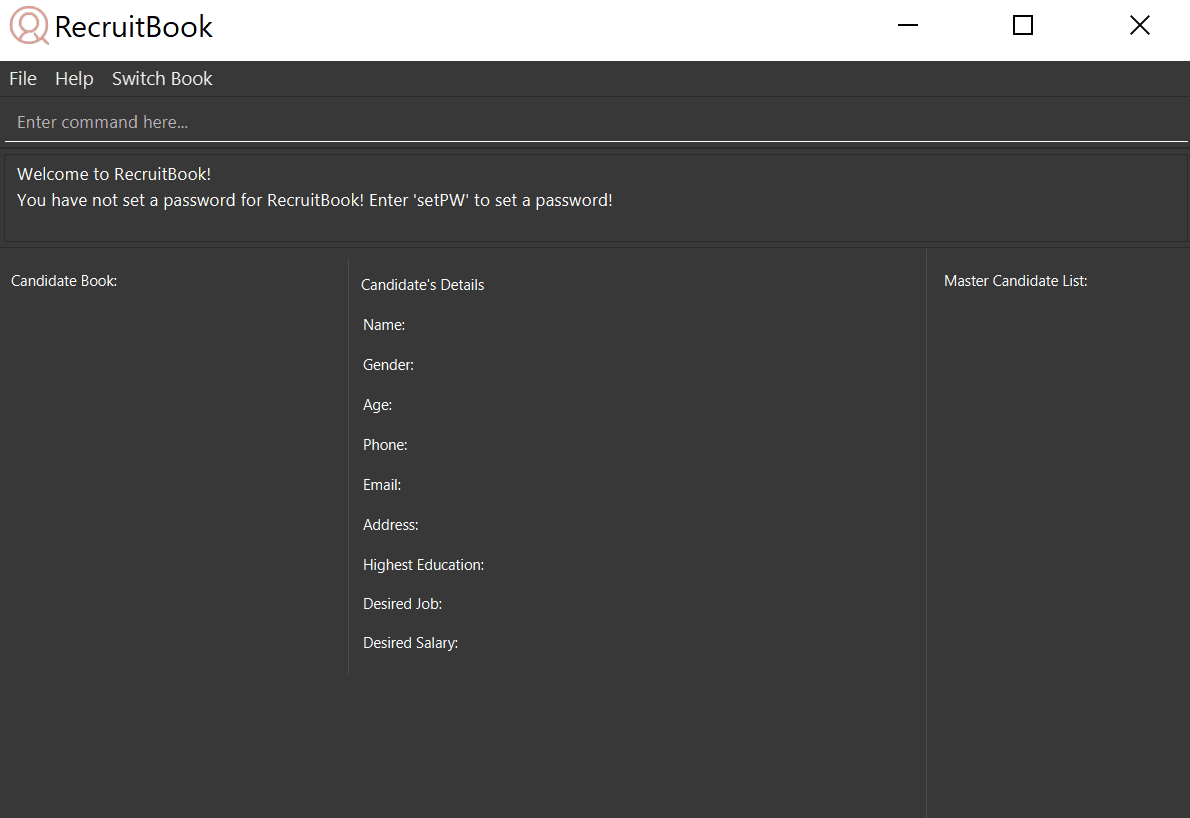 RecruitBook
File Help Switch Book
Enter command here...
Welcome to RecruitBook!
You have not set a password for RecruitBook! Enter 'setPW' to set a password!
Candidate Book:
Candidate's Details
Name:
Gender:
Age:
Phone:
Email:
Address:
Highest Education:
Desired Job:
Desired Salary:
Master Candidate List: